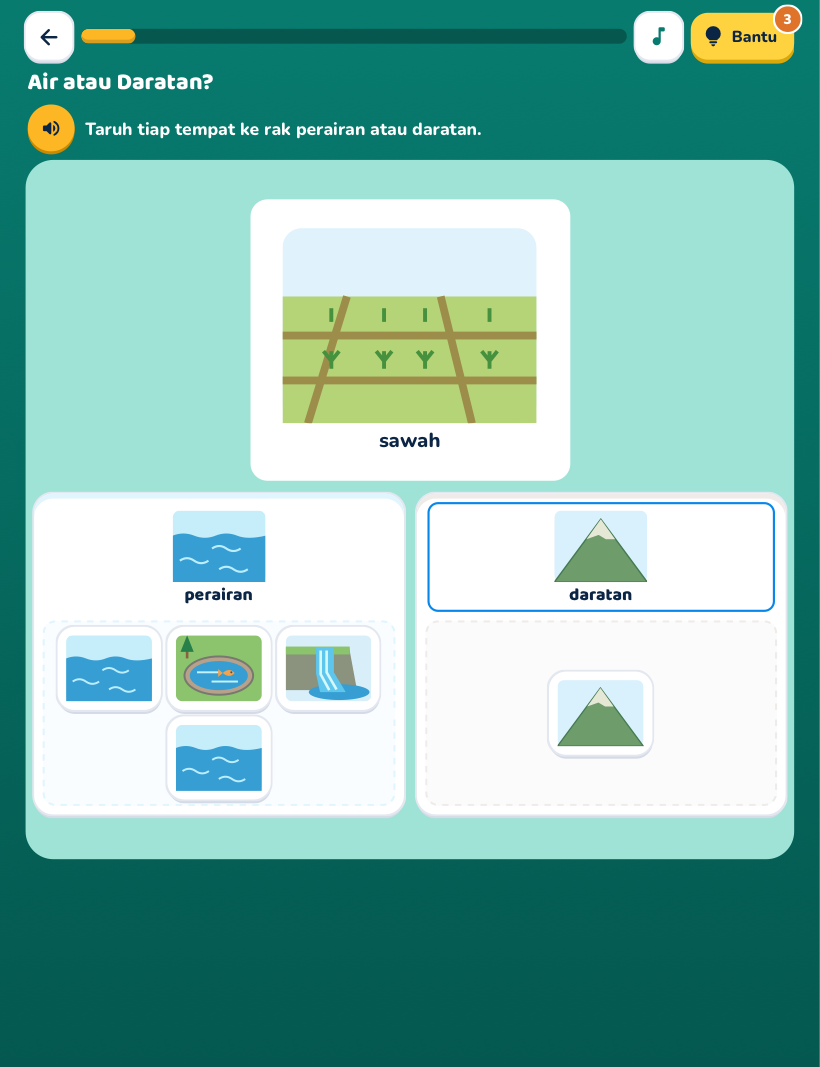 Bantu
3
Air atau Daratan?
Taruh tiap tempat ke rak perairan atau daratan.
sawah
perairan
daratan